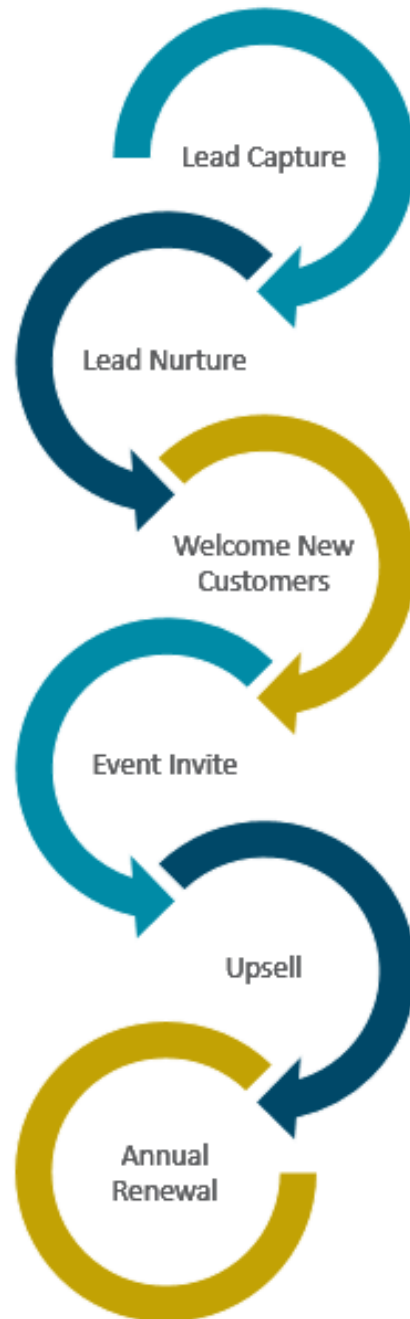 Lead Capture
Lead Nurture
Welcome New
Customers
Event Invite
Upsell
Annual
Renewal